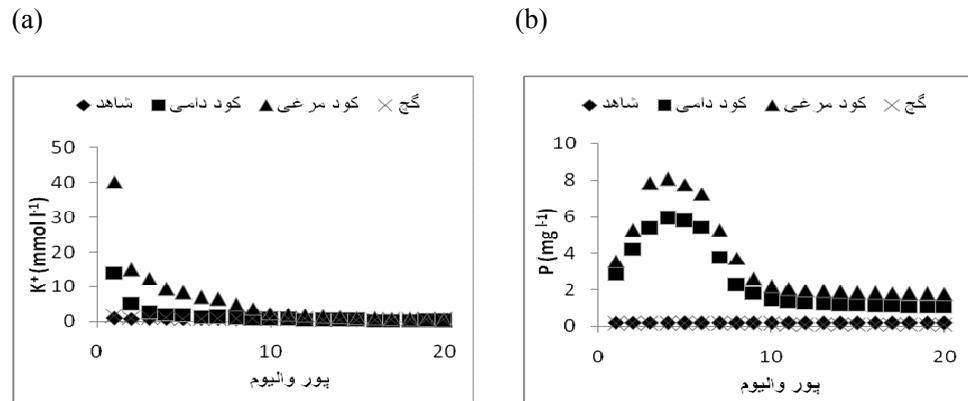 (a)
(b)
شاهد کود دامی کود مرغی گچ
50
40
30
20
10
0
K⁺ (mmol l⁻¹)
0 10 20
پور والیوم
شاهد کود دامی کود مرغی گچ
10
8
6
4
2
0
P (mg l⁻¹)
0 10 20
پور والیوم